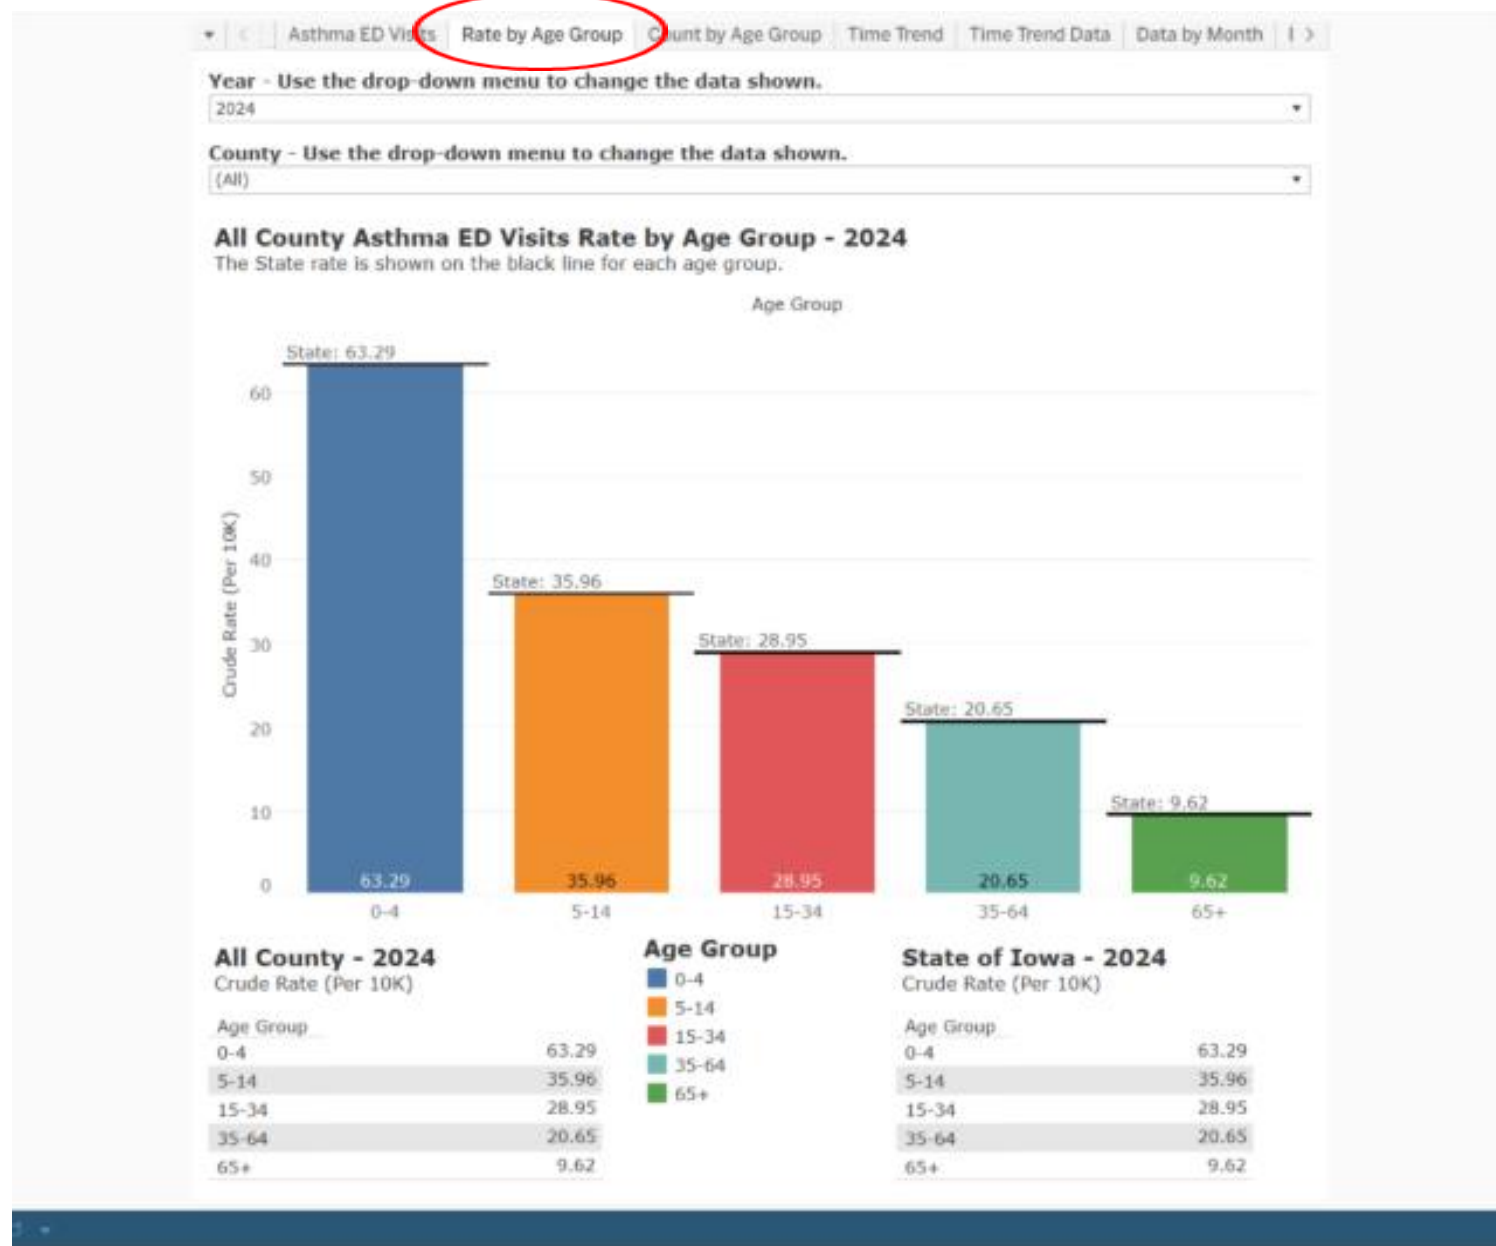 Asthma ED Visits Rate by Age Group Count by Age Group Time Trend Time Trend Data Data by Month
Year - Use the drop-down menu to change the data shown.
2024
County - Use the drop-down menu to change the data shown.
(All)
All County Asthma ED Visits Rate by Age Group - 2024
The State rate is shown on the black line for each age group.
Age Group
State: 63.29
60
50
Crude Rate (Per 10K)
40
State: 35.96
30
State: 28.95
State: 20.65
20
State: 9.62
10
0
63.29 35.96 28.95 20.65 9.62
0-4 5-14 15-34 35-64 65+
All County - 2024
Crude Rate (Per 10K)
Age Group
0-4 63.29
5-14 35.96
15-34 28.95
35-64 20.65
65+ 9.62
Age Group
0-4
5-14
15-34
35-64
65+
State of Iowa - 2024
Crude Rate (Per 10K)
Age Group
0-4 63.29
5-14 35.96
15-34 28.95
35-64 20.65
65+ 9.62